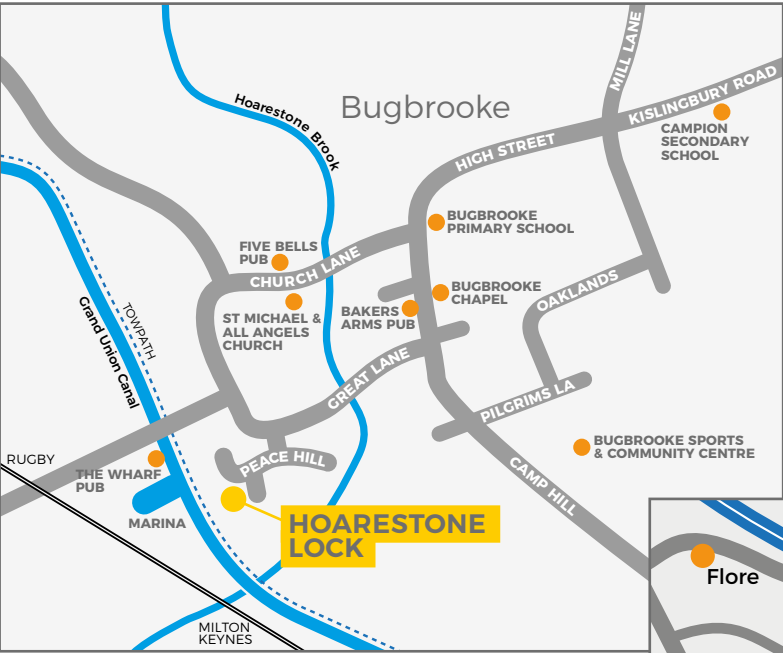 MILL LANE
KISLINGBURY ROAD
Hoarestone Brook
Bugbrooke
CAMPION
SECONDARY
SCHOOL
HIGH STREET
BUGBROOKE
PRIMARY SCHOOL
FIVE BELLS
PUB
CHURCH LANE
BUGBROOKE
CHAPEL
OAKLANDS
ST MICHAEL &
ALL ANGELS
CHURCH
BAKERS
ARMS PUB
TOWPATH
Grand Union Canal
GREAT LANE
PILGRIMS LA
BUGBROOKE SPORTS
& COMMUNITY CENTRE
RUGBY
THE WHARF
PUB
PEACE HILL
CAMP HILL
MARINA
HOARESTONE
LOCK
Flore
MILTON
KEYNES